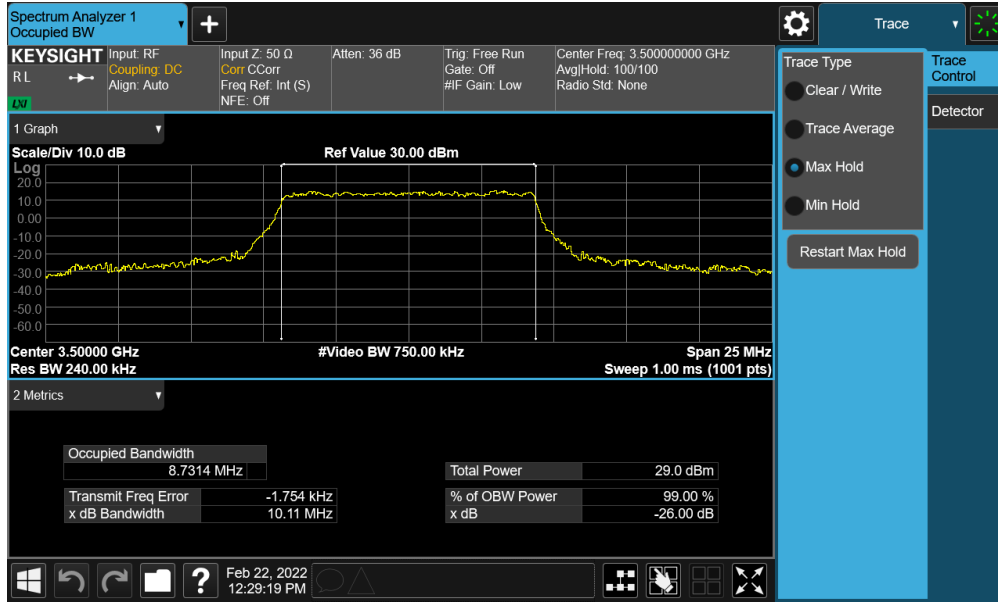 Spectrum Analyzer 1
Occupied BW
+
Trace
KEYSIGHT
R L
LXI
Input: RF
Coupling: DC
Align: Auto
Input Z: 50 Ω
Corr CCorr
Freq Ref: Int (S)
NFE: Off
Atten: 36 dB
Trig: Free Run
Gate: Off
#IF Gain: Low
Center Freq: 3.500000000 GHz
Avg|Hold: 100/100
Radio Std: None
Trace Type
Clear / Write
Trace Average
Max Hold
Min Hold
Restart Max Hold
Trace
Control
Detector
1 Graph
Scale/Div 10.0 dB
Ref Value 30.00 dBm
Log
20.0
10.0
0.00
-10.0
-20.0
-30.0
-40.0
-50.0
-60.0
Center 3.50000 GHz
#Video BW 750.00 kHz
Span 25 MHz
Res BW 240.00 kHz
Sweep 1.00 ms (1001 pts)
2 Metrics
Occupied Bandwidth
8.7314 MHz
Transmit Freq Error -1.754 kHz
x dB Bandwidth 10.11 MHz
Total Power 29.0 dBm
% of OBW Power 99.00 %
x dB -26.00 dB
?
Feb 22, 2022
12:29:19 PM